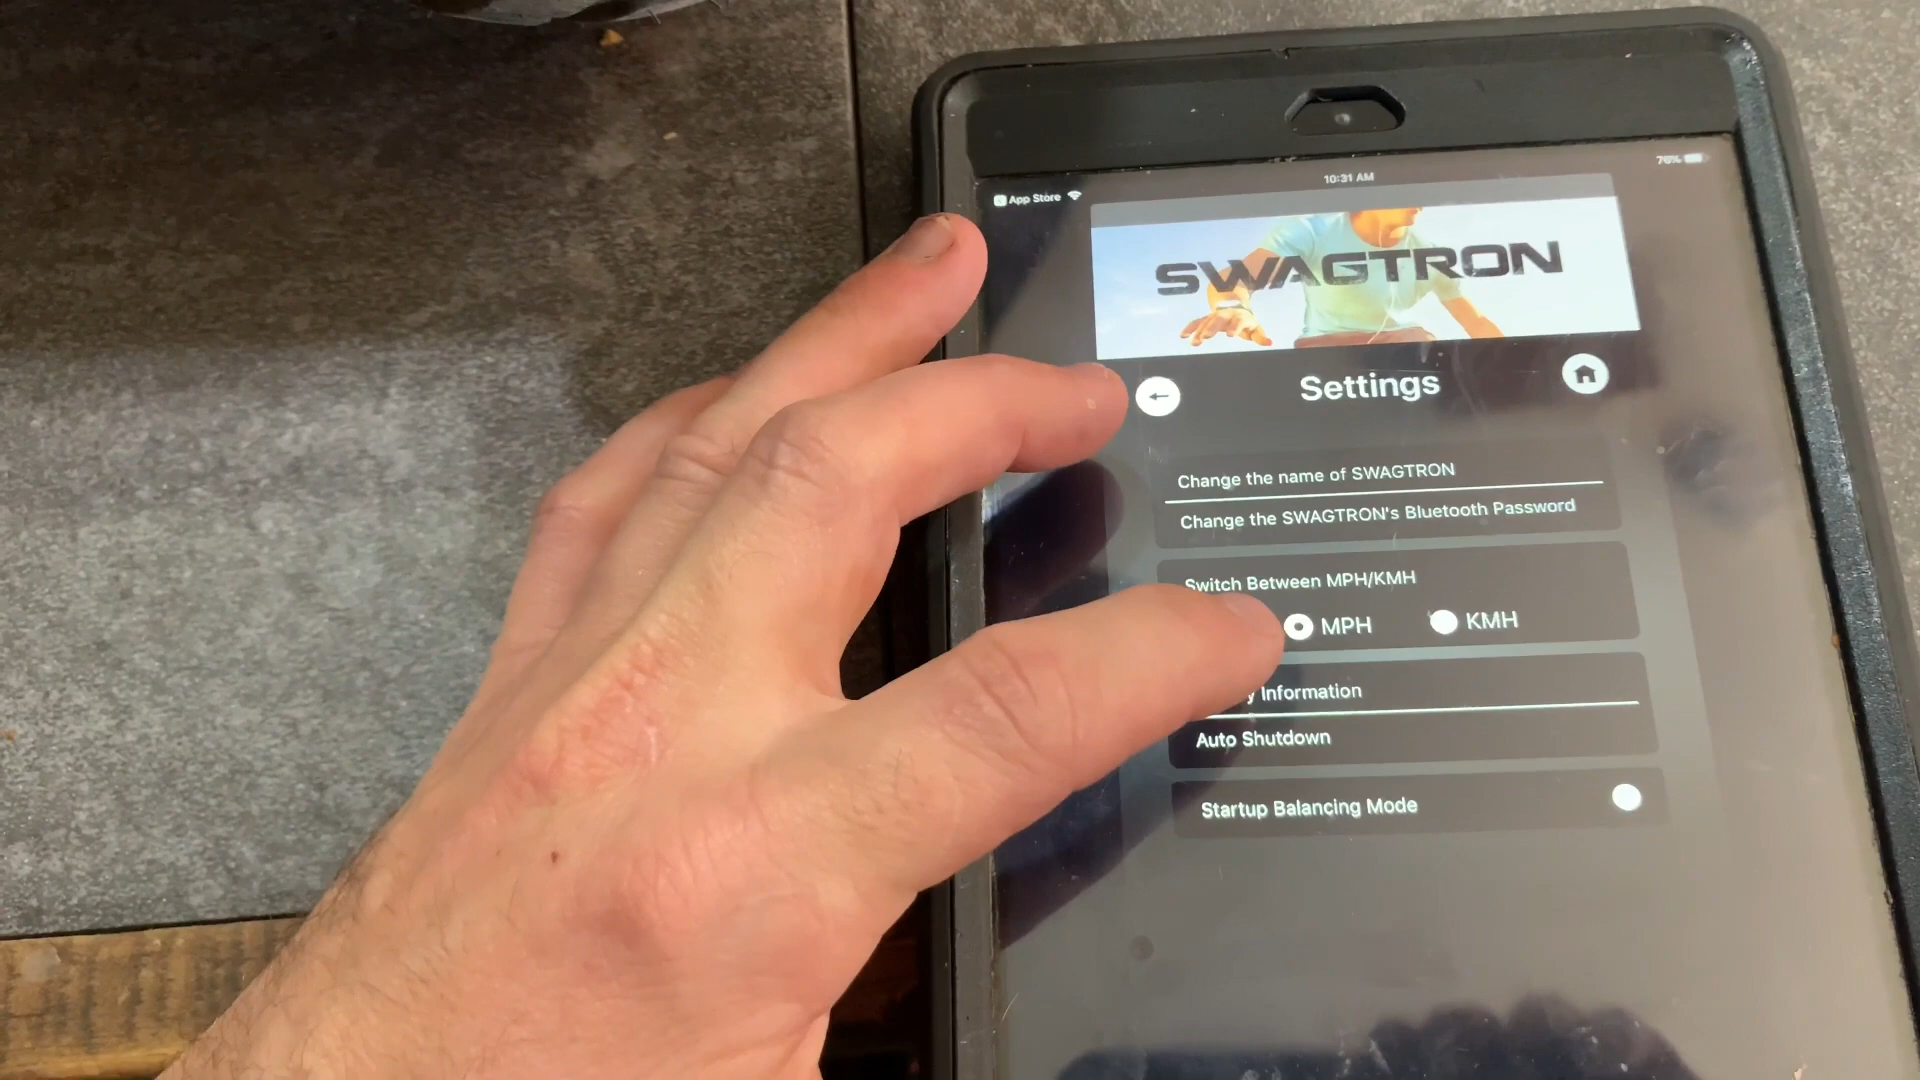 76%
10:31 AM
App Store
SWAGTRON
Settings
Change the name of SWAGTRON
Change the SWAGTRON's Bluetooth Password
Switch Between MPH/KMH
MPH KMH
Information
Auto Shutdown
Startup Balancing Mode